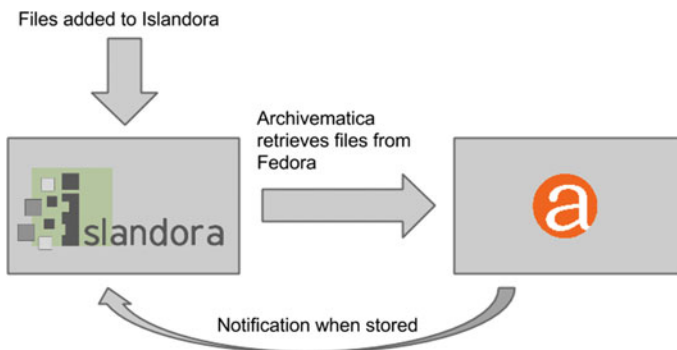 Files added to Islandora
Archivematica
retrieves files from
Fedora
Islandora
a
Notification when stored